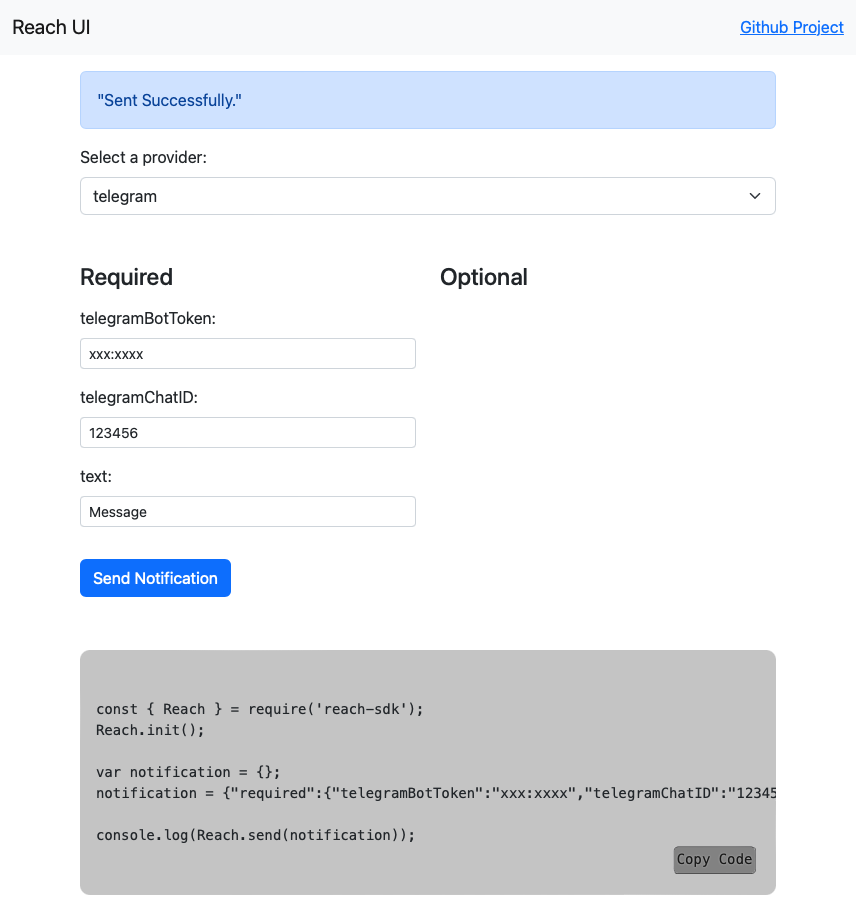 Reach UI
Github Project
"Sent Successfully."
Select a provider:
telegram
Required
Optional
telegramBotToken:
xxx:xxxx
telegramChatID:
123456
text:
Message
Send Notification
const { Reach } = require('reach-sdk');
Reach.init();
var notification = {};
notification = {"required":{"telegramBotToken":"xxx:xxxx","telegramChatID":"12345
console.log(Reach.send(notification));
Copy Code